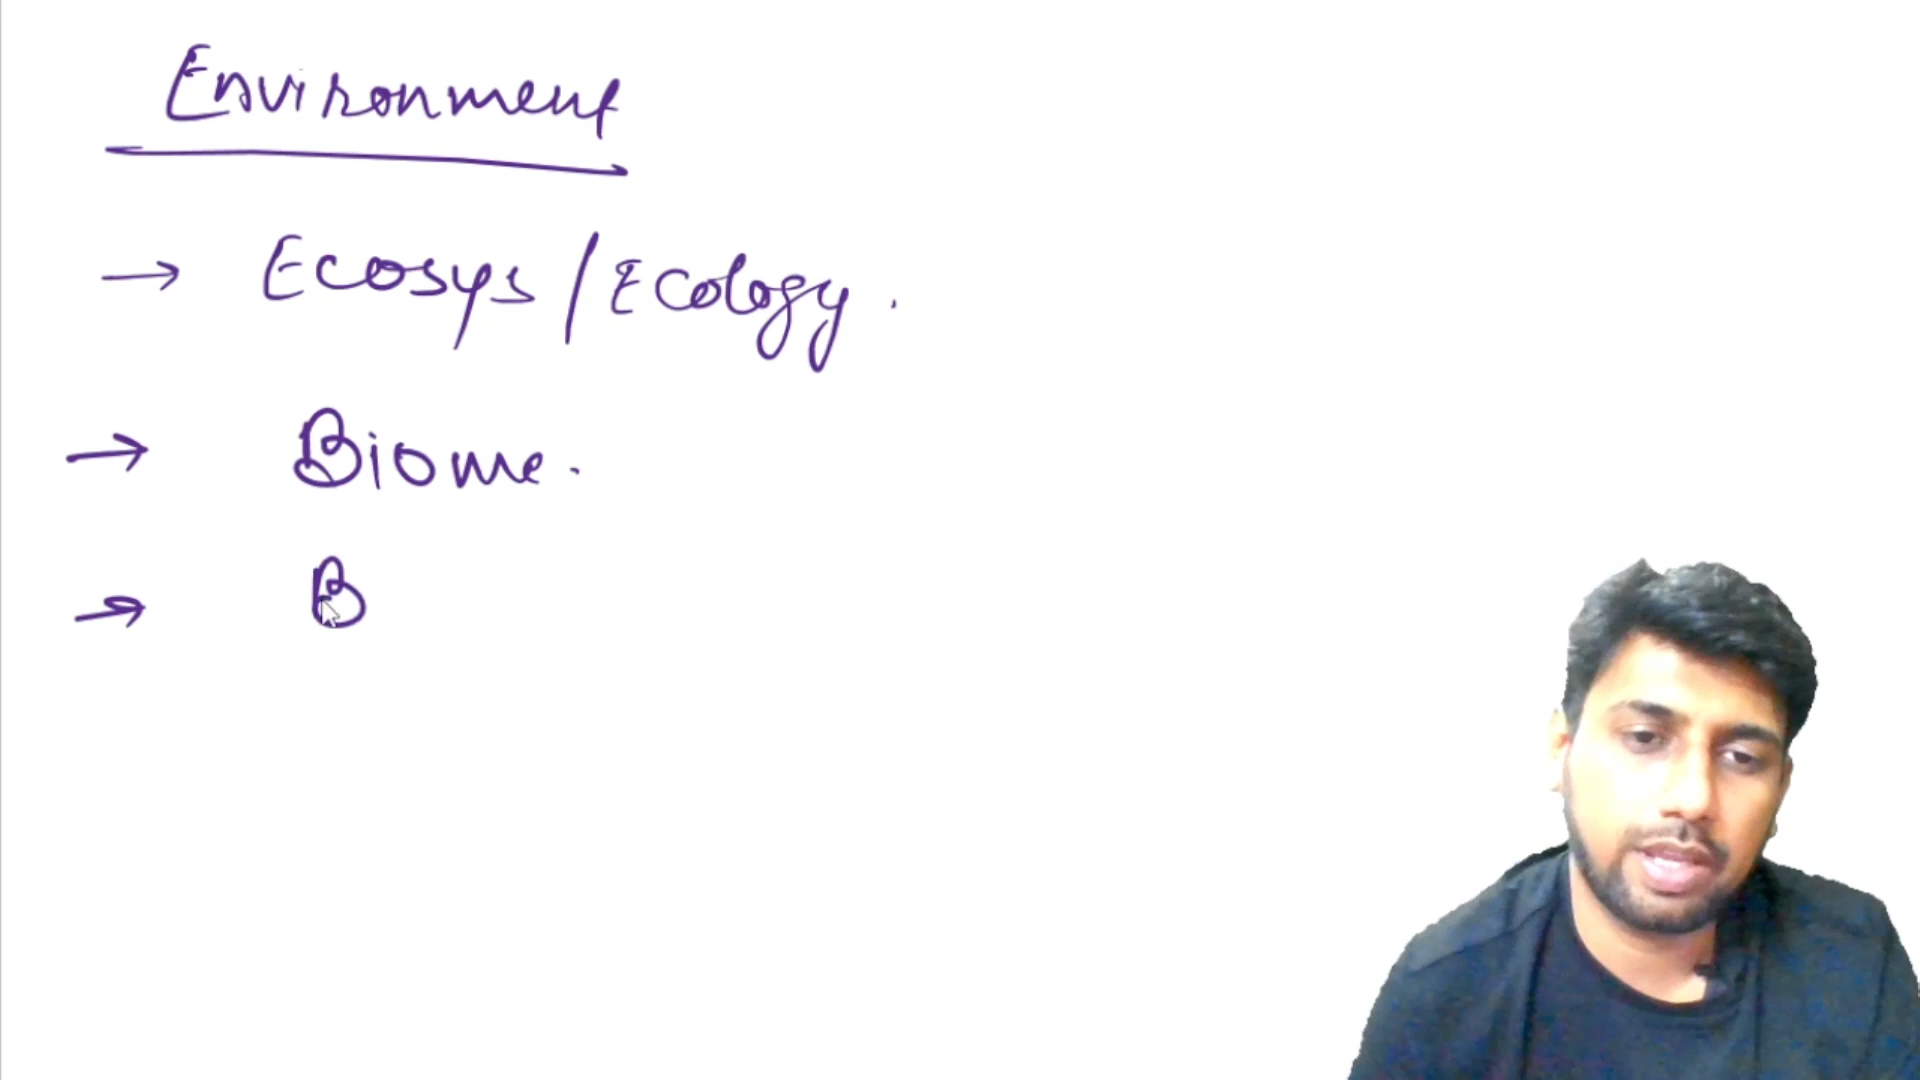 Environment
→ Ecosys / Ecology.
→ Biome.
→ B